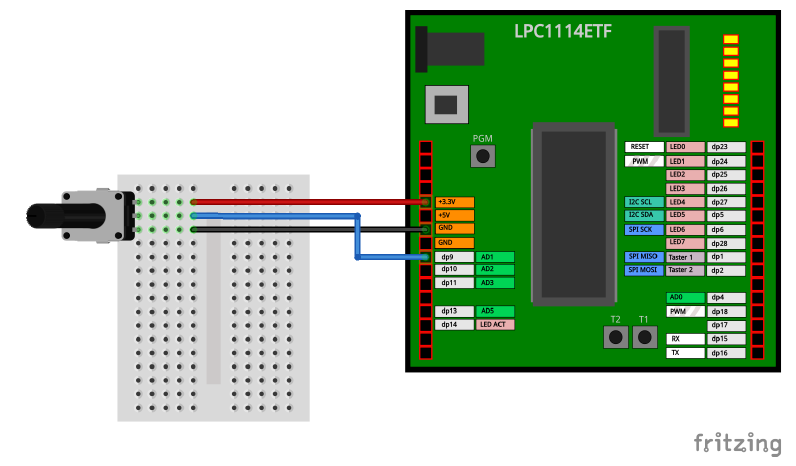 LPC1114ETF
PGM
RESET LED0 dp23
PWM LED1 dp24
LED2 dp25
LED3 dp26
+3.3V
I2C SCL LED4 dp27
+5V
I2C SDA LED5 dp5
GND
SPI SCK LED6 dp6
GND
LED7 dp28
dp9 AD1
SPI MISO Taster 1 dp1
dp10 AD2
SPI MOSI Taster 2 dp2
dp11 AD3
AD0 dp4
dp13 AD5
PWM dp18
dp14 LED ACT
T2 T1
dp17
RX dp15
TX dp16
fritzing